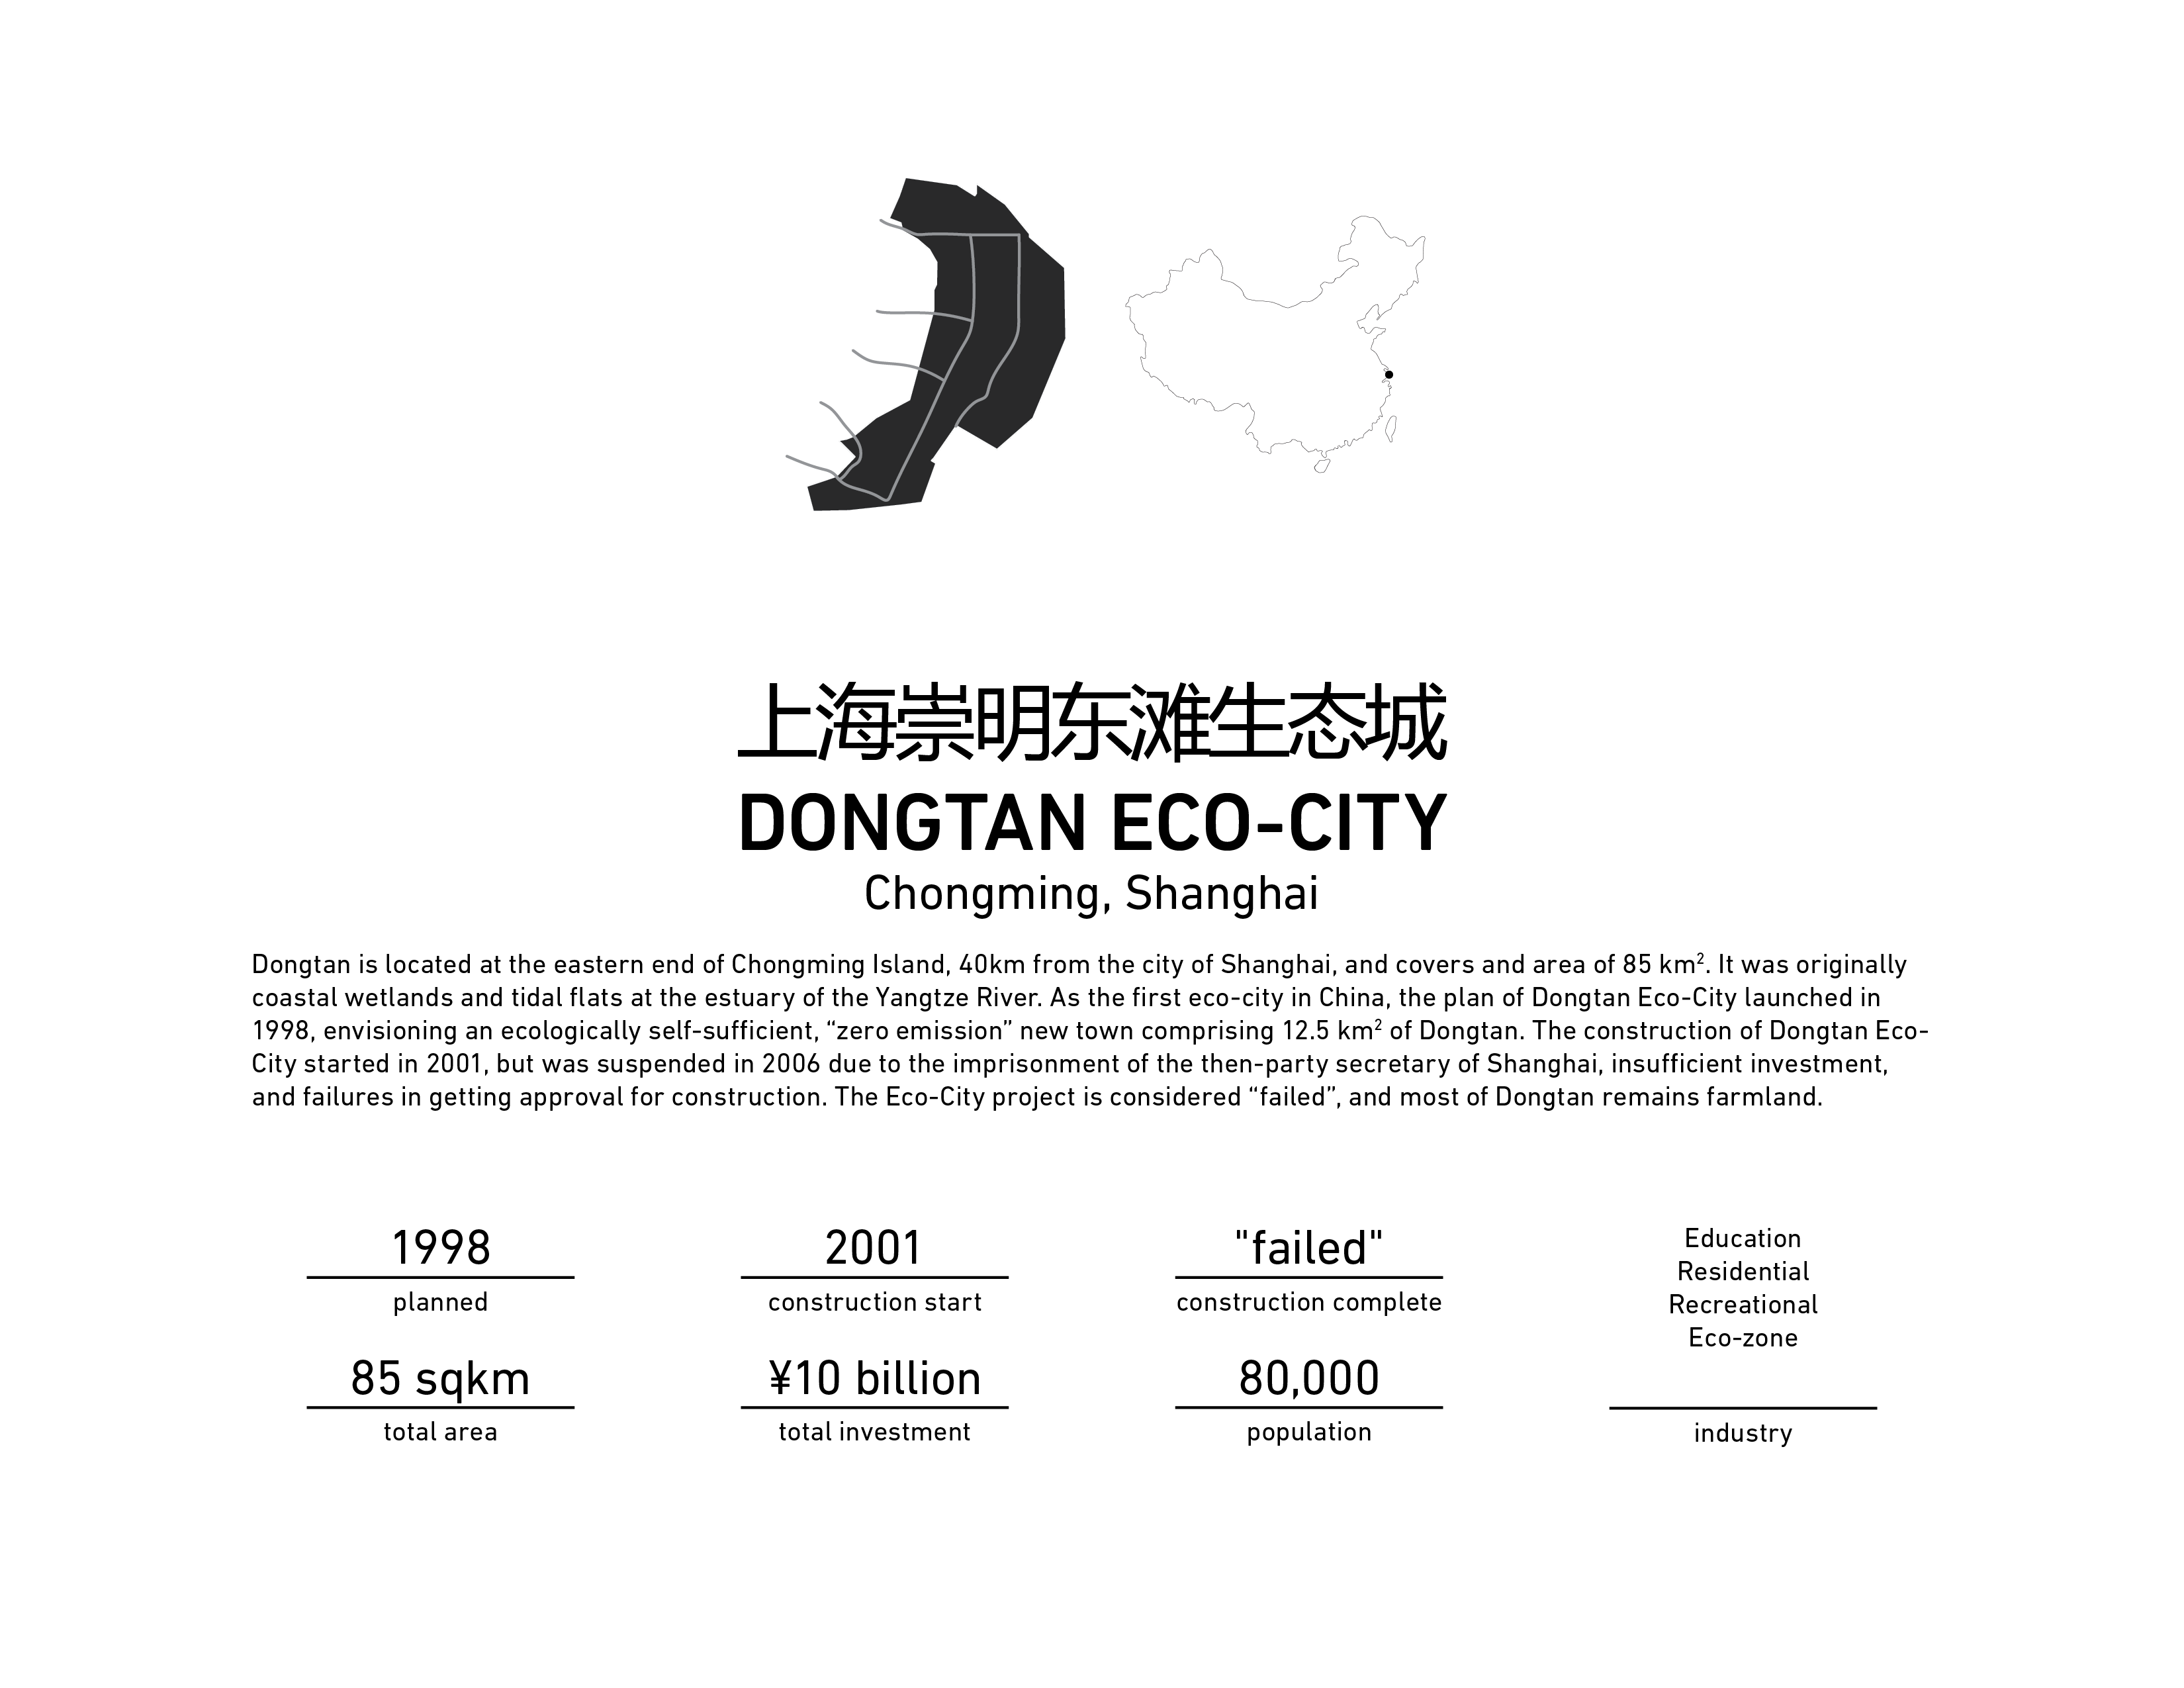 上海崇明东滩生态城
DONGTAN ECO-CITY
Chongming, Shanghai
Dongtan is located at the eastern end of Chongming Island, 40km from the city of Shanghai, and covers and area of 85 km². It was originally
coastal wetlands and tidal flats at the estuary of the Yangtze River. As the first eco-city in China, the plan of Dongtan Eco-City launched in
1998, envisioning an ecologically self-sufficient, “zero emission” new town comprising 12.5 km² of Dongtan. The construction of Dongtan Eco-
City started in 2001, but was suspended in 2006 due to the imprisonment of the then-party secretary of Shanghai, insufficient investment,
and failures in getting approval for construction. The Eco-City project is considered “failed”, and most of Dongtan remains farmland.
1998
planned
2001
construction start
"failed"
construction complete
85 sqkm
total area
¥10 billion
total investment
80,000
population
Education
Residential
Recreational
Eco-zone
industry